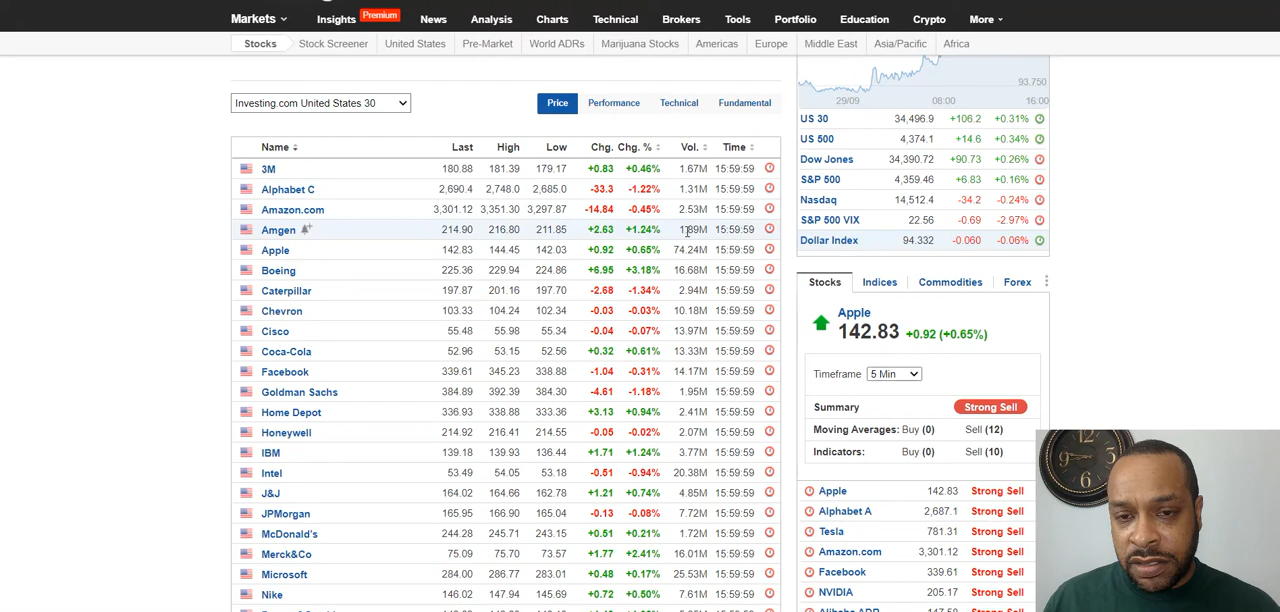 Markets Insights Premium News Analysis Charts Technical Brokers Tools Portfolio Education Crypto More
Stocks Stock Screener United States Pre-Market World ADRs Marijuana Stocks Americas Europe Middle East Asia/Pacific Africa
Investing.com United States 30 Price Performance Technical Fundamental
Name Last High Low Chg. Chg. % Vol. Time
3M 180.88 181.39 179.17 +0.83 +0.46% 1.67M 15:59:59
Alphabet C 2,690.4 2,748.0 2,685.0 -33.3 -1.22% 1.31M 15:59:59
Amazon.com 3,301.12 3,351.30 3,297.87 -14.84 -0.45% 2.53M 15:59:59
Amgen 214.90 216.80 211.85 +2.63 +1.24% 1.89M 15:59:59
Apple 142.83 144.45 142.03 +0.92 +0.65% 74.24M 15:59:59
Boeing 225.36 229.94 224.86 +6.95 +3.18% 16.68M 15:59:59
Caterpillar 197.87 201.16 197.70 -2.68 -1.34% 2.94M 15:59:59
Chevron 103.33 104.24 102.34 -0.03 -0.03% 10.18M 15:59:59
Cisco 55.48 55.98 55.34 -0.04 -0.07% 13.97M 15:59:59
Coca-Cola 52.96 53.15 52.56 +0.32 +0.61% 13.33M 15:59:59
Facebook 339.61 345.23 338.88 -1.04 -0.31% 14.17M 15:59:59
Goldman Sachs 384.89 392.39 384.30 -4.61 -1.18% 1.95M 15:59:59
Home Depot 336.93 338.88 333.36 +3.13 +0.94% 2.41M 15:59:59
Honeywell 214.92 216.41 214.55 -0.05 -0.02% 2.07M 15:59:59
IBM 139.18 139.93 136.44 +1.71 +1.24% 3.77M 15:59:59
Intel 53.49 54.05 53.18 -0.51 -0.94% 20.38M 15:59:59
J&J 164.02 164.66 162.78 +1.21 +0.74% 4.85M 15:59:59
JPMorgan 166.90 165.04 -0.13 -0.08% 7.72M 15:59:59
McDonald's 244.28 245.71 243.15 +0.51 +0.21% 1.72M 15:59:59
Merck&Co 75.09 75.70 73.57 +1.77 +2.41% 16.01M 15:59:59
Microsoft 284.00 286.77 283.01 +0.48 +0.17% 25.53M 15:59:59
Nike 146.02 147.94 +0.72 +0.50% 7.61M 15:59:59
93.750
29/09 08:00 16:00
US 30 34,496.9 +106.2 +0.31%
US 500 4,374.1 +14.6 +0.34%
Dow Jones 34,390.72 +90.73 +0.26%
S&P 500 4,359.46 +6.83 +0.16%
Nasdaq 14,512.4 -34.2 -0.24%
S&P 500 VIX 22.56 -0.69 -2.97%
Dollar Index 94.332 -0.060 -0.06%
Stocks Indices Commodities Forex
Apple
142.83 +0.92 (+0.65%)
Timeframe 5 Min
Summary Strong Sell
Moving Averages: Buy (0) Sell (12)
Indicators: Buy (0) Sell (10)
Apple 142.83 Strong Sell
Alphabet A 2,687.1 Strong Sell
Tesla 781.31 Strong Sell
Amazon.com 3,301.12 Strong Sell
Facebook 339.61 Strong Sell
NVIDIA 205.17 Strong Sell